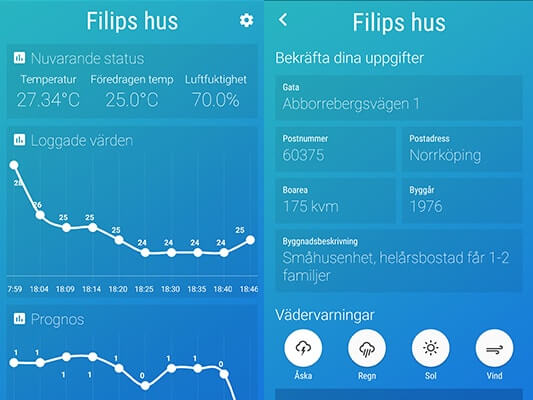 Filips hus
Nuvarande status
Temperatur Föredragen temp Luftfuktighet
27.34°C 25.0°C 70.0%
Loggade värden
28
26
25 25
24 24 24 24
25
7:59 18:04 18:09 18:14 18:20 18:25 18:30 18:35 18:40 18:46
Prognos
1 1 1 1 0 1 1 0
Filips hus
Bekräfta dina uppgifter
Gata
Abborrebergsvägen 1
Postnummer Postadress
60375 Norrköping
Boarea Byggår
175 kvm 1976
Byggnadsbeskrivning
Småhusenhet, helårsbostad får 1-2
familjer
Vädervarningar
Åska Regn Sol Vind